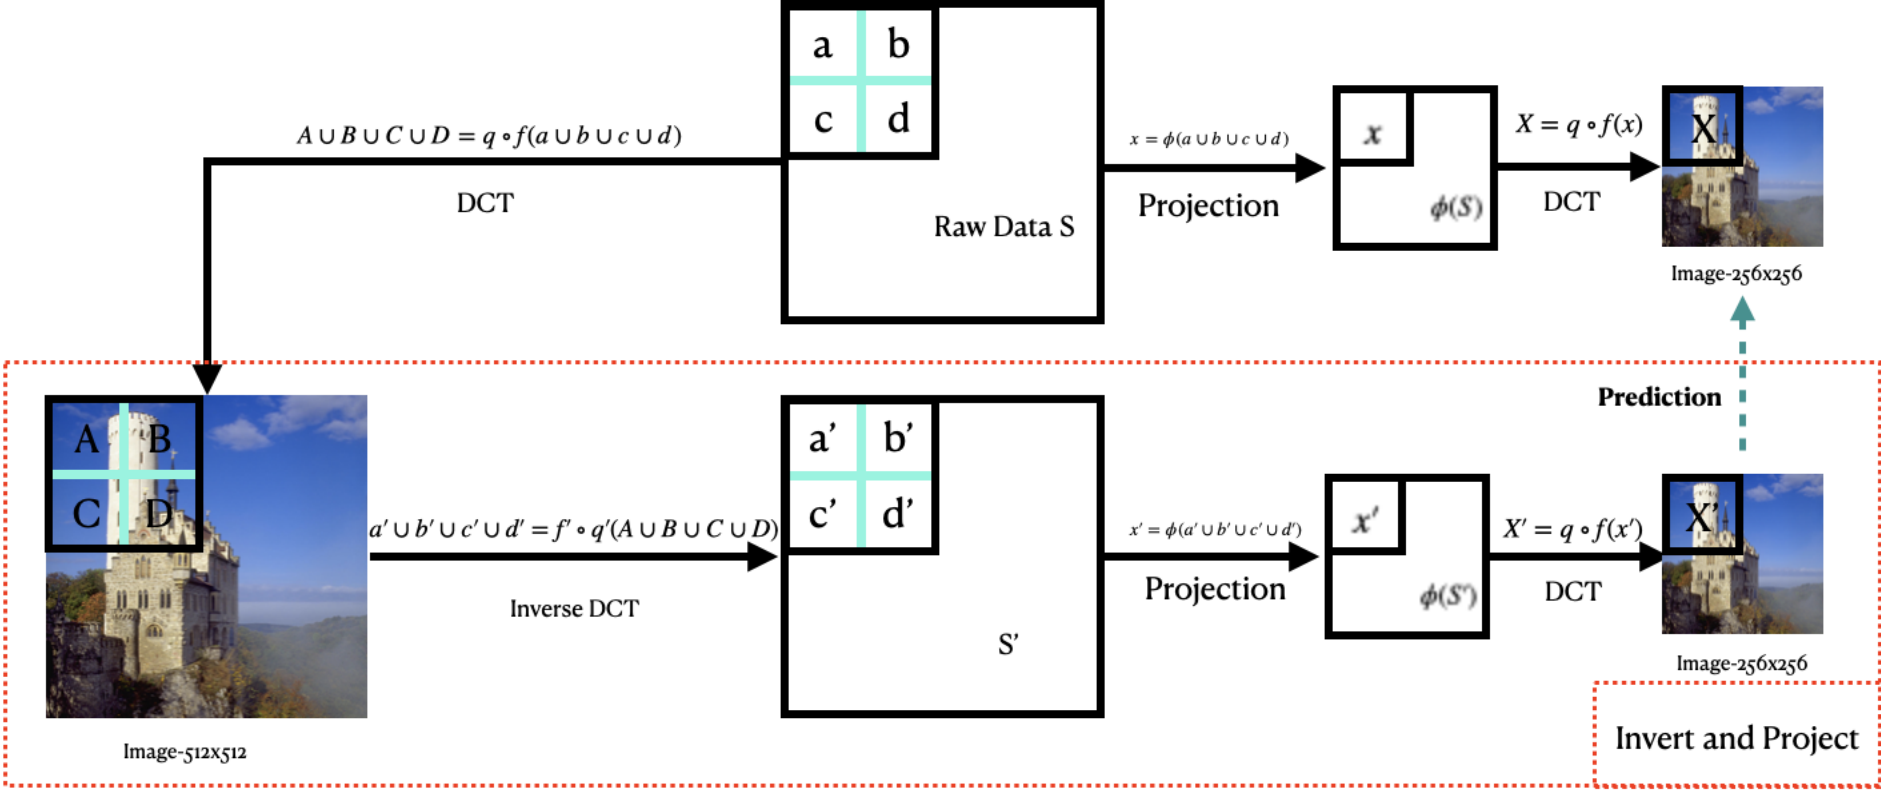 a b
c d
A ∪ B ∪ C ∪ D = q ∘ f(a ∪ b ∪ c ∪ d)
DCT
Raw Data S
x = ϕ(a ∪ b ∪ c ∪ d)
Projection
x
ϕ(S)
X = q ∘ f(x)
DCT
X
Image-256x256
Prediction
A B
C D
Image-512x512
a′ ∪ b′ ∪ c′ ∪ d′ = f′ ∘ q′(A ∪ B ∪ C ∪ D)
Inverse DCT
a’ b’
c’ d’
S’
x′ = ϕ(a′ ∪ b′ ∪ c′ ∪ d′)
Projection
x′
ϕ(S′)
X′ = q ∘ f(x′)
DCT
X’
Image-256x256
Invert and Project